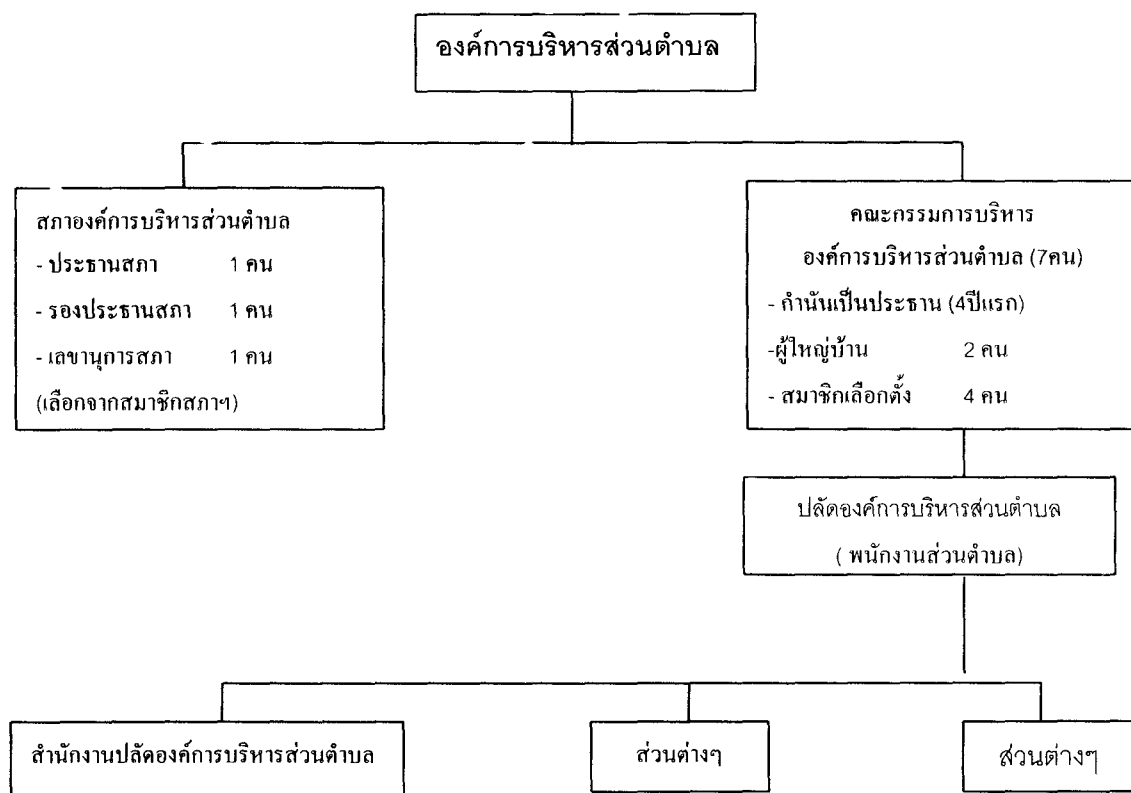 องค์การบริหารส่วนตำบล
สภาองค์การบริหารส่วนตำบล
- ประธานสภา 1 คน
- รองประธานสภา 1 คน
- เลขานุการสภา 1 คน
(เลือกจากสมาชิกสภาฯ)
คณะกรรมการบริหาร
องค์การบริหารส่วนตำบล (7คน)
- กำนันเป็นประธาน (4ปีแรก)
-ผู้ใหญ่บ้าน 2 คน
- สมาชิกเลือกตั้ง 4 คน
ปลัดองค์การบริหารส่วนตำบล
( พนักงานส่วนตำบล)
สำนักงานปลัดองค์การบริหารส่วนตำบล
ส่วนต่างๆ
ส่วนต่างๆ